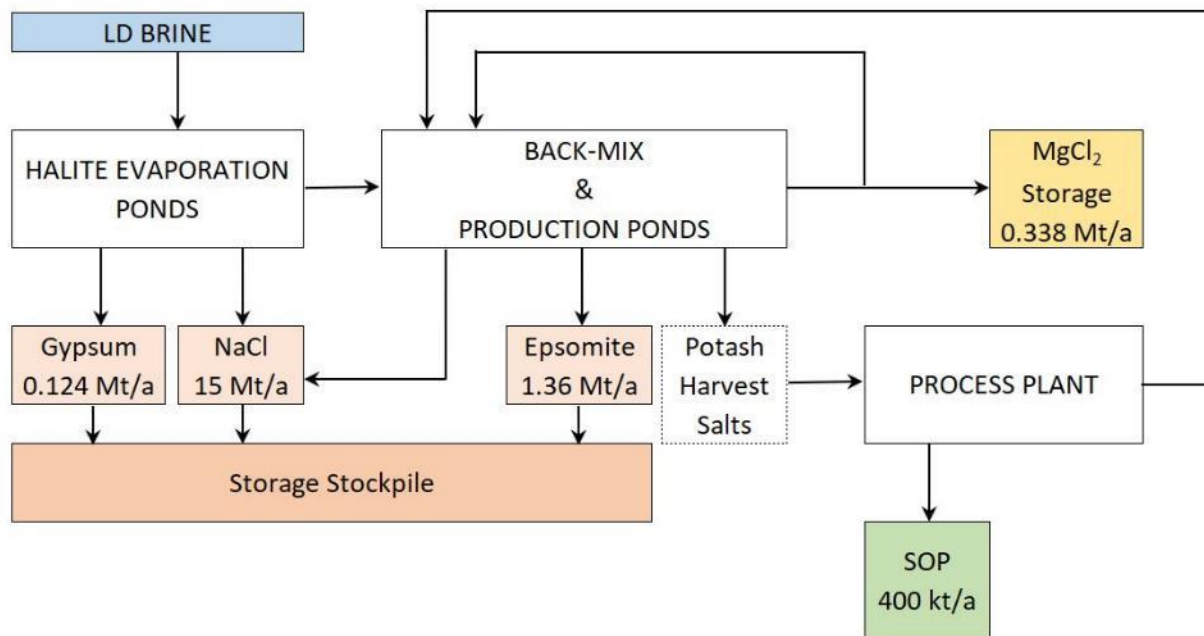 LD BRINE
HALITE EVAPORATION
PONDS
BACK-MIX
&
PRODUCTION PONDS
MgCl₂
Storage
0.338 Mt/a
Gypsum
0.124 Mt/a
NaCl
15 Mt/a
Epsomite
1.36 Mt/a
Potash
Harvest
Salts
PROCESS PLANT
Storage Stockpile
SOP
400 kt/a